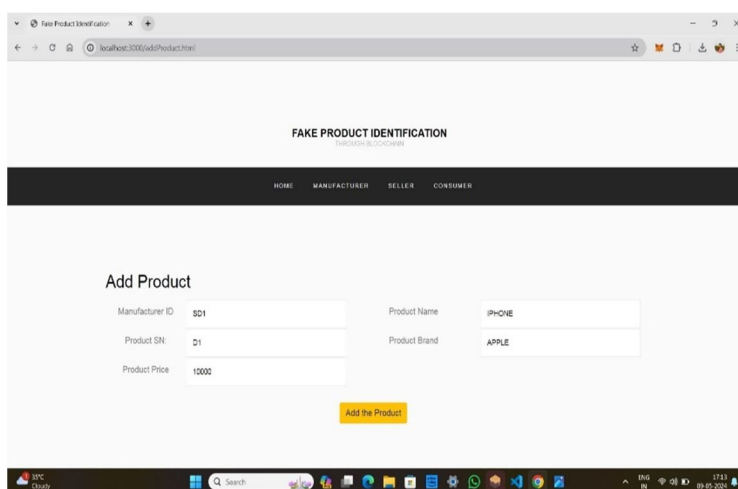 Fake Product Identification
localhost:3000/addProduct.html
FAKE PRODUCT IDENTIFICATION
THROUGH BLOCKCHAIN
HOME MANUFACTURER SELLER CONSUMER
Add Product
Manufacturer ID SD1 Product Name IPHONE
Product SN: D1 Product Brand APPLE
Product Price 10000
Add the Product
35°C
Cloudy
Search
ENG
IN
17:13
09-05-2024